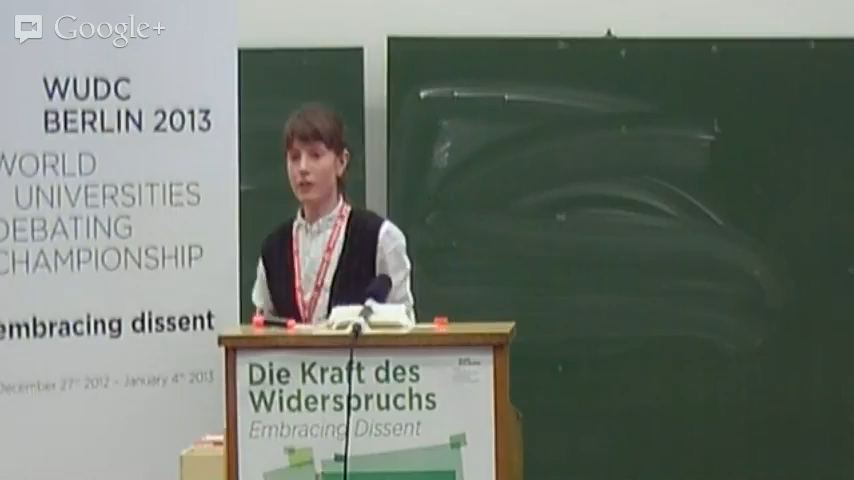 Google+
WUDC
BERLIN 2013
WORLD
UNIVERSITIES
DEBATING
CHAMPIONSHIP
embracing dissent
December 27th 2012 - January 4th 2013
Die Kraft des
Widerspruchs
Embracing Dissent